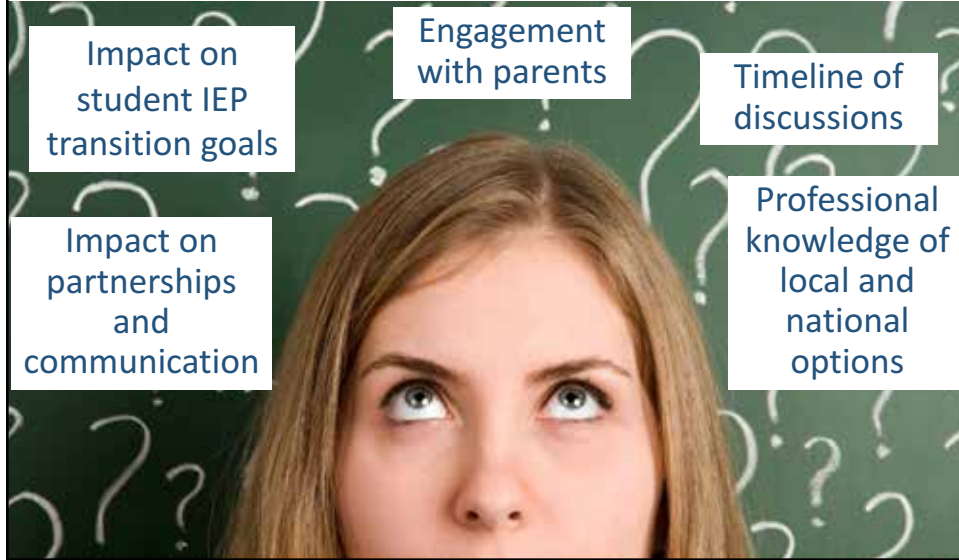 Impact on
student IEP
transition goals
Engagement
with parents
Timeline of
discussions
Impact on
partnerships
and
communication
Professional
knowledge of
local and
national
options